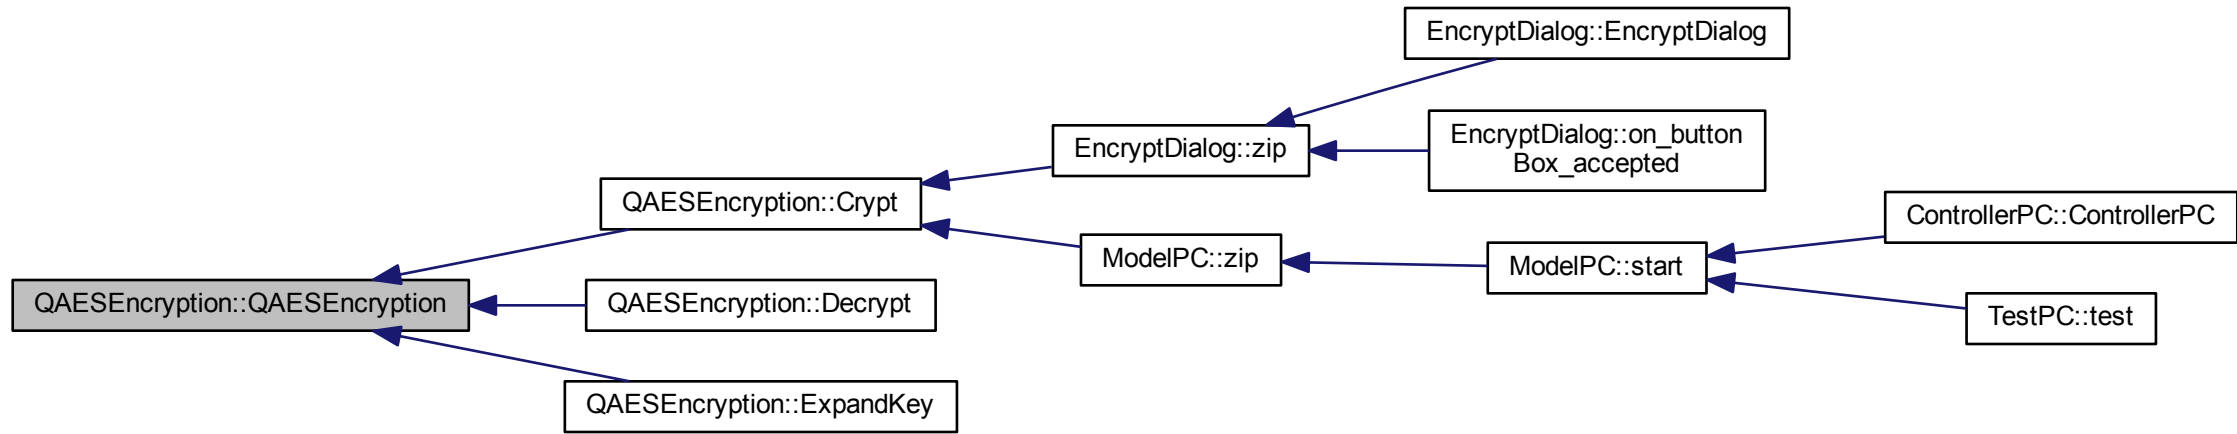 EncryptDialog::EncryptDialog
EncryptDialog::on_button
Box_accepted
EncryptDialog::zip
QAESEncryption::Crypt
ControllerPC::ControllerPC
ModelPC::zip
ModelPC::start
QAESEncryption::QAESEncryption
QAESEncryption::Decrypt
TestPC::test
QAESEncryption::ExpandKey